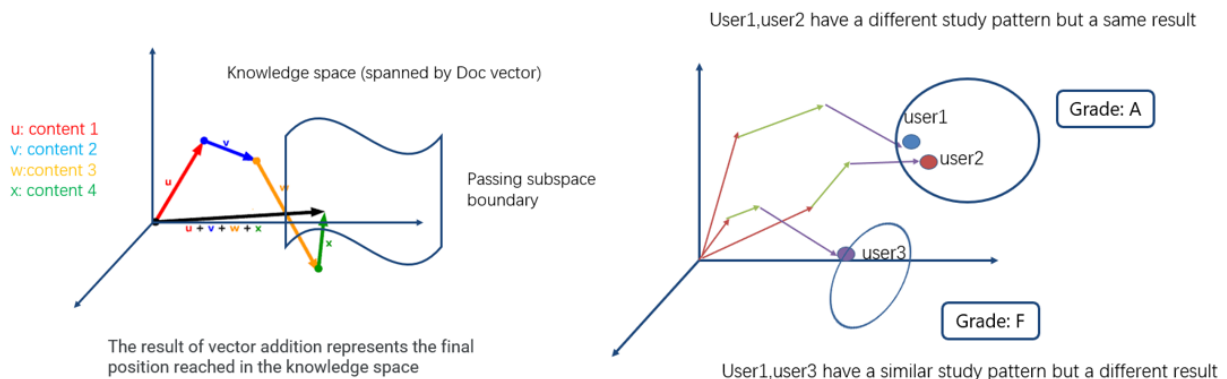 Knowledge space (spanned by Doc vector)
u: content 1
v: content 2
w:content 3
x: content 4
u
v
w
x
u + v + w + x
Passing subspace
boundary
The result of vector addition represents the final
position reached in the knowledge space
User1,user2 have a different study pattern but a same result
user1
user2
Grade: A
user3
Grade: F
User1,user3 have a similar study pattern but a different result